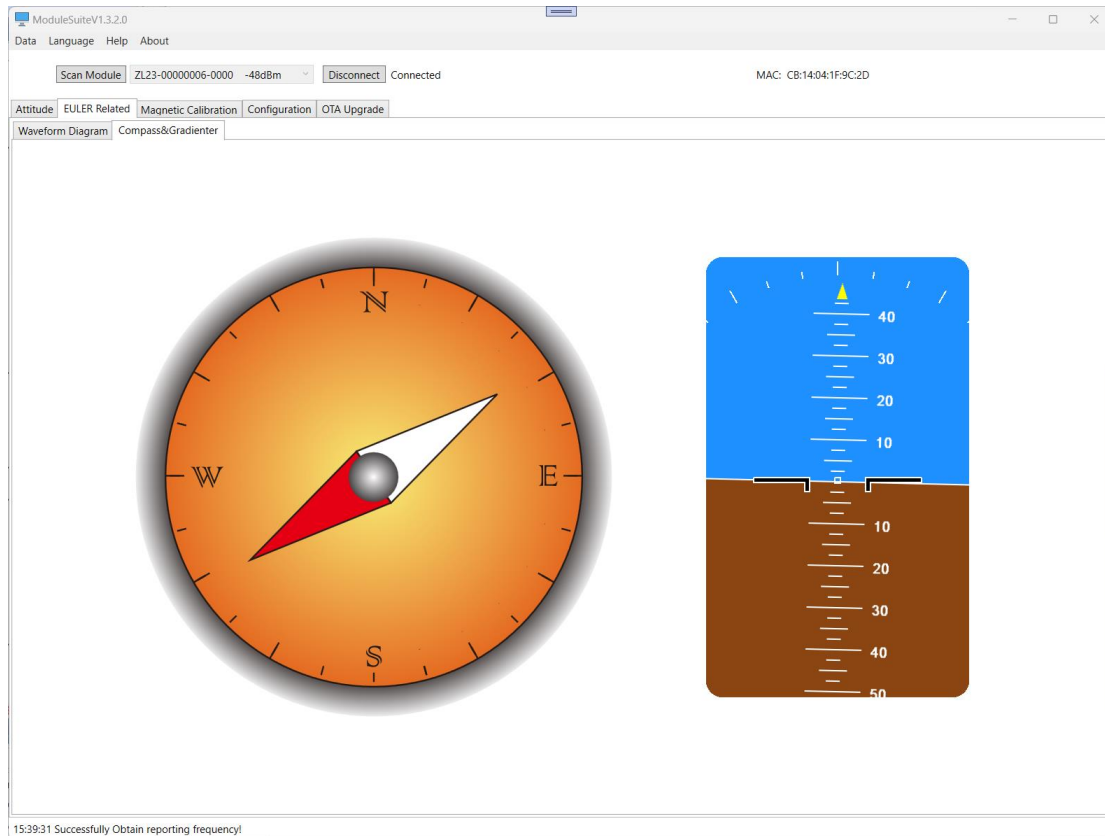 ModuleSuiteV1.3.2.0
Data Language Help About
Scan Module ZL23-00000006-0000 -48dBm Disconnect Connected MAC: CB:14:04:1F:9C:2D
Attitude EULER Related Magnetic Calibration Configuration OTA Upgrade
Waveform Diagram Compass&Gradienter
N
W E
S
40
30
20
10
10
20
30
40
50
15:39:31 Successfully Obtain reporting frequency!